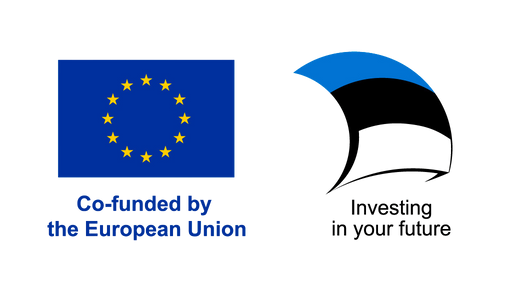 Co-funded by
the European Union
Investing
in your future